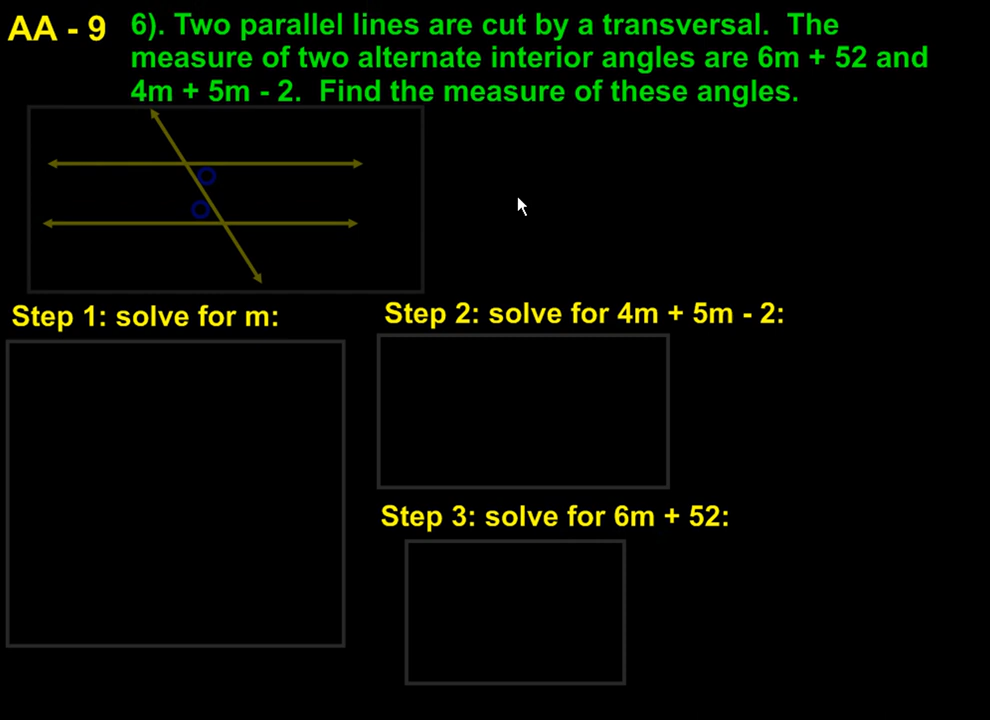 AA - 9
6). Two parallel lines are cut by a transversal. The
measure of two alternate interior angles are 6m + 52 and
4m + 5m - 2. Find the measure of these angles.
Step 1: solve for m:
Step 2: solve for 4m + 5m - 2:
Step 3: solve for 6m + 52: